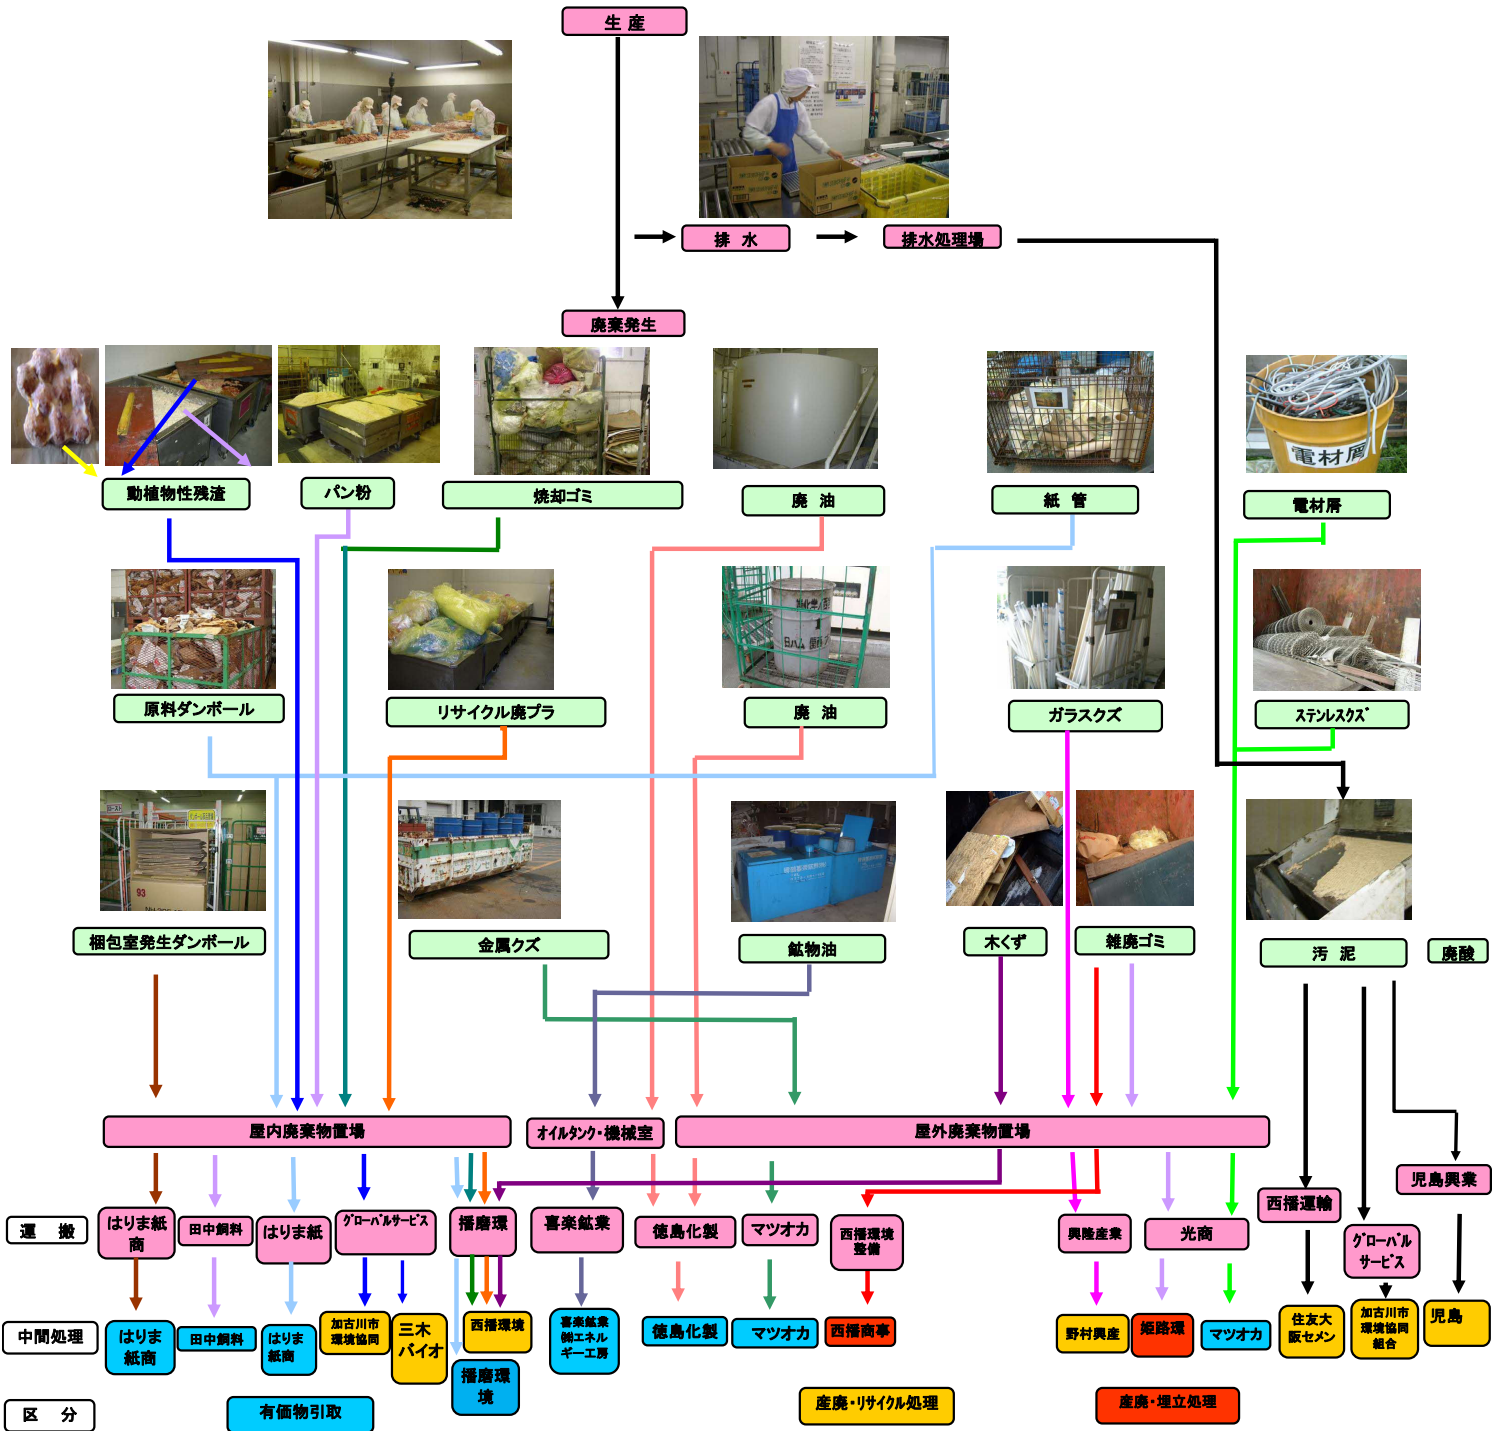 生 産
排 水
排水処理場
廃棄発生
電材屑
動植物性残渣
パン粉
焼却ゴミ
廃 油
紙 管
電材屑
原料ダンボール
リサイクル廃プラ
廃 油
ガラスクズ
ステンレスクズ
93
梱包室発生ダンボール
金属クズ
鉱物油
木くず
雑廃ゴミ
汚 泥
廃酸
屋内廃棄物置場
オイルタンク・機械室
屋外廃棄物置場
児島興業
西播運輸
運 搬
はりま紙
商
田中飼料
はりま紙
グローバルサービス
播磨環
喜楽鉱業
徳島化製
マツオカ
西播環境
整備
興隆産業
光商
グローバル
サービス
中間処理
はりま
紙商
田中飼料
はりま
紙商
加古川市
環境協同
三木
バイオ
西播環境
播磨環
境
喜楽鉱業
㈱エネル
ギー工房
徳島化製
マツオカ
西播商事
野村興産
姫路環
マツオカ
住友大
阪セメン
加古川市
環境協同
組合
児島
区 分
有価物引取
産廃・リサイクル処理
産廃・埋立処理